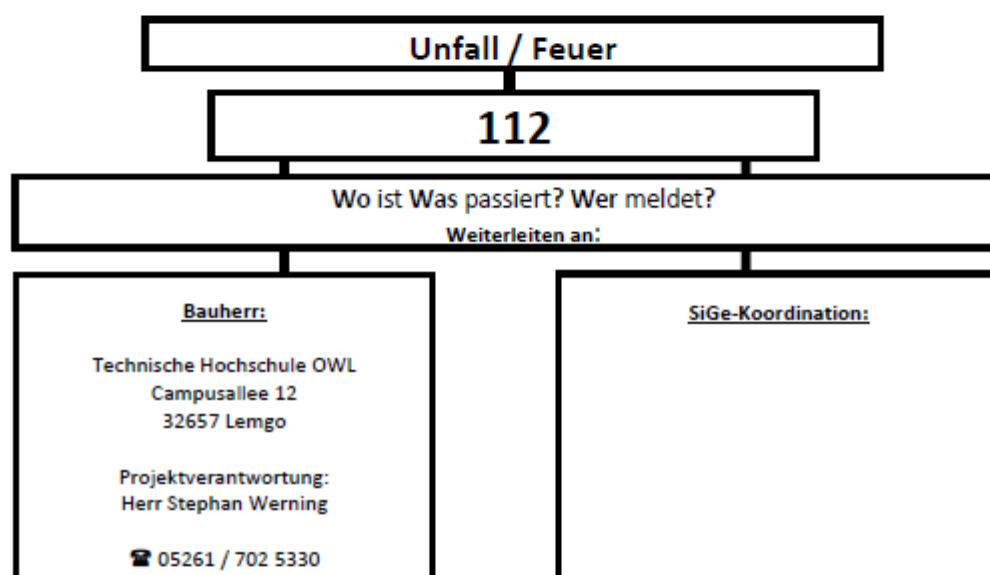 Unfall / Feuer
112
Wo ist Was passiert? Wer meldet?
Weiterleiten an:
Bauherr:
Technische Hochschule OWL
Campusallee 12
32657 Lemgo
Projektverantwortung:
Herr Stephan Werning
☎ 05261 / 702 5330
SiGe-Koordination: